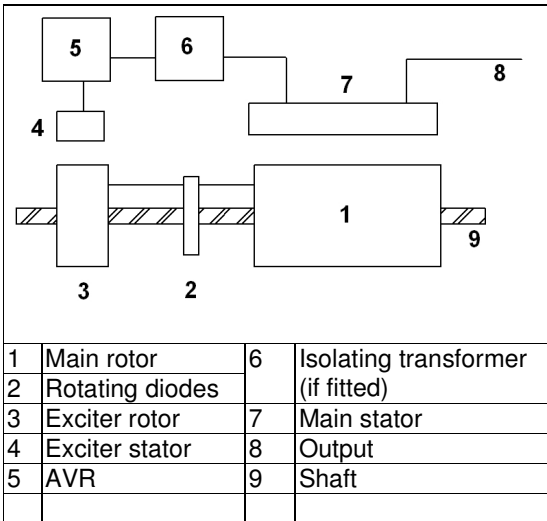 5
6
7
8
4
1
9
3
2
1 Main rotor 6 Isolating transformer
2 Rotating diodes (if fitted)
3 Exciter rotor 7 Main stator
4 Exciter stator 8 Output
5 AVR 9 Shaft